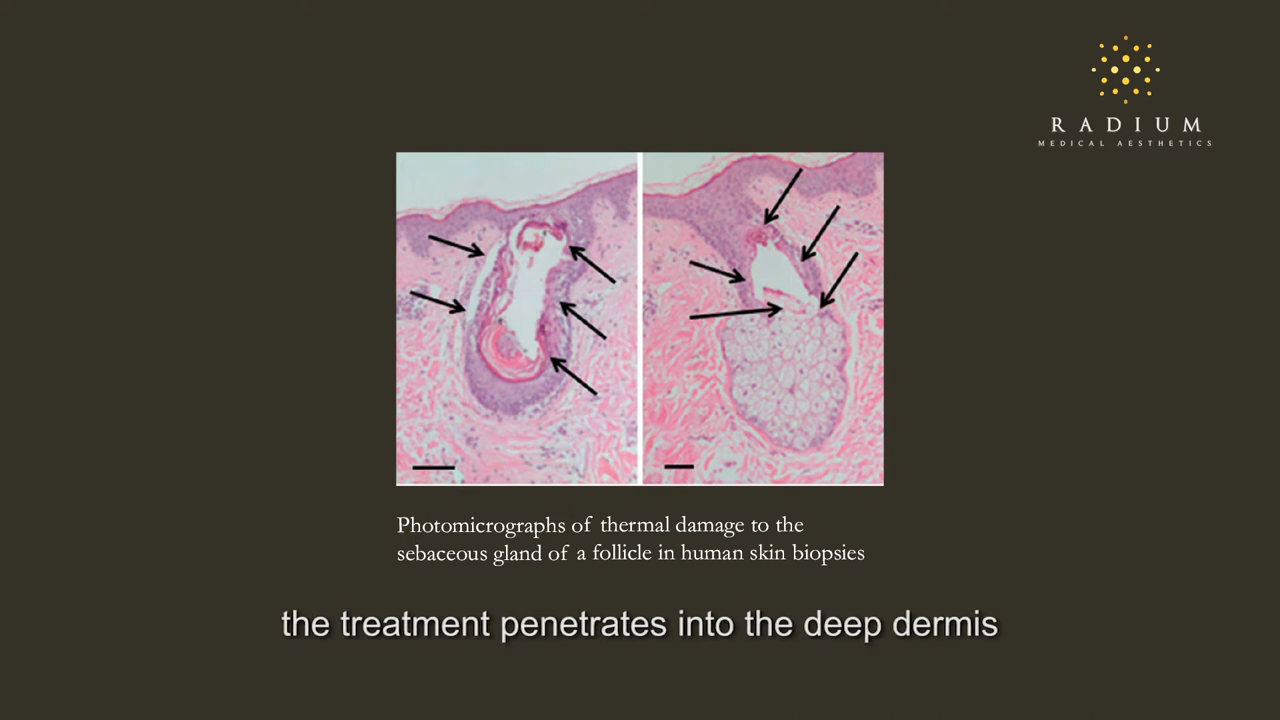 RADIUM
MEDICAL AESTHETICS
Photomicrographs of thermal damage to the
sebaceous gland of a follicle in human skin biopsies
the treatment penetrates into the deep dermis